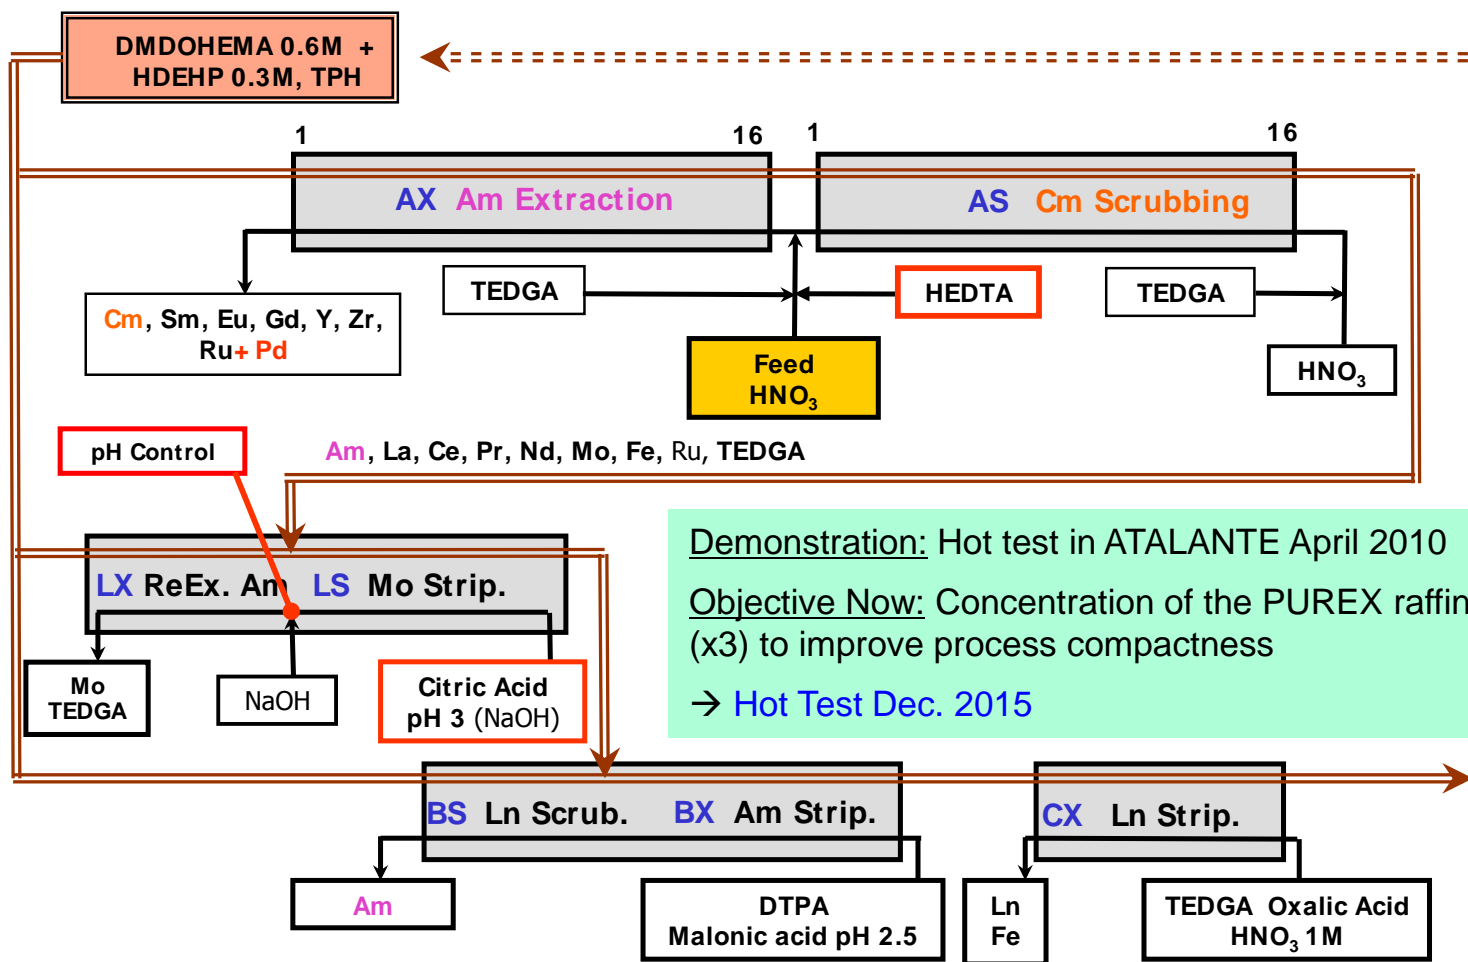 DMDOHEMA 0.6M +
HDEHP 0.3M, TPH
1 16 1 16
AX Am Extraction
AS Cm Scrubbing
TEDGA
HEDTA
TEDGA
Cm, Sm, Eu, Gd, Y, Zr,
Ru+ Pd
Feed
HNO₃
HNO₃
pH Control
Am, La, Ce, Pr, Nd, Mo, Fe, Ru, TEDGA
LX ReEx. Am LS Mo Strip.
Mo
TEDGA
NaOH
Citric Acid
pH 3 (NaOH)
Demonstration: Hot test in ATALANTE April 2010
Objective Now: Concentration of the PUREX raffin
(x3) to improve process compactness
→ Hot Test Dec. 2015
BS Ln Scrub. BX Am Strip.
CX Ln Strip.
Am
DTPA
Malonic acid pH 2.5
Ln
Fe
TEDGA Oxalic Acid
HNO₃ 1M